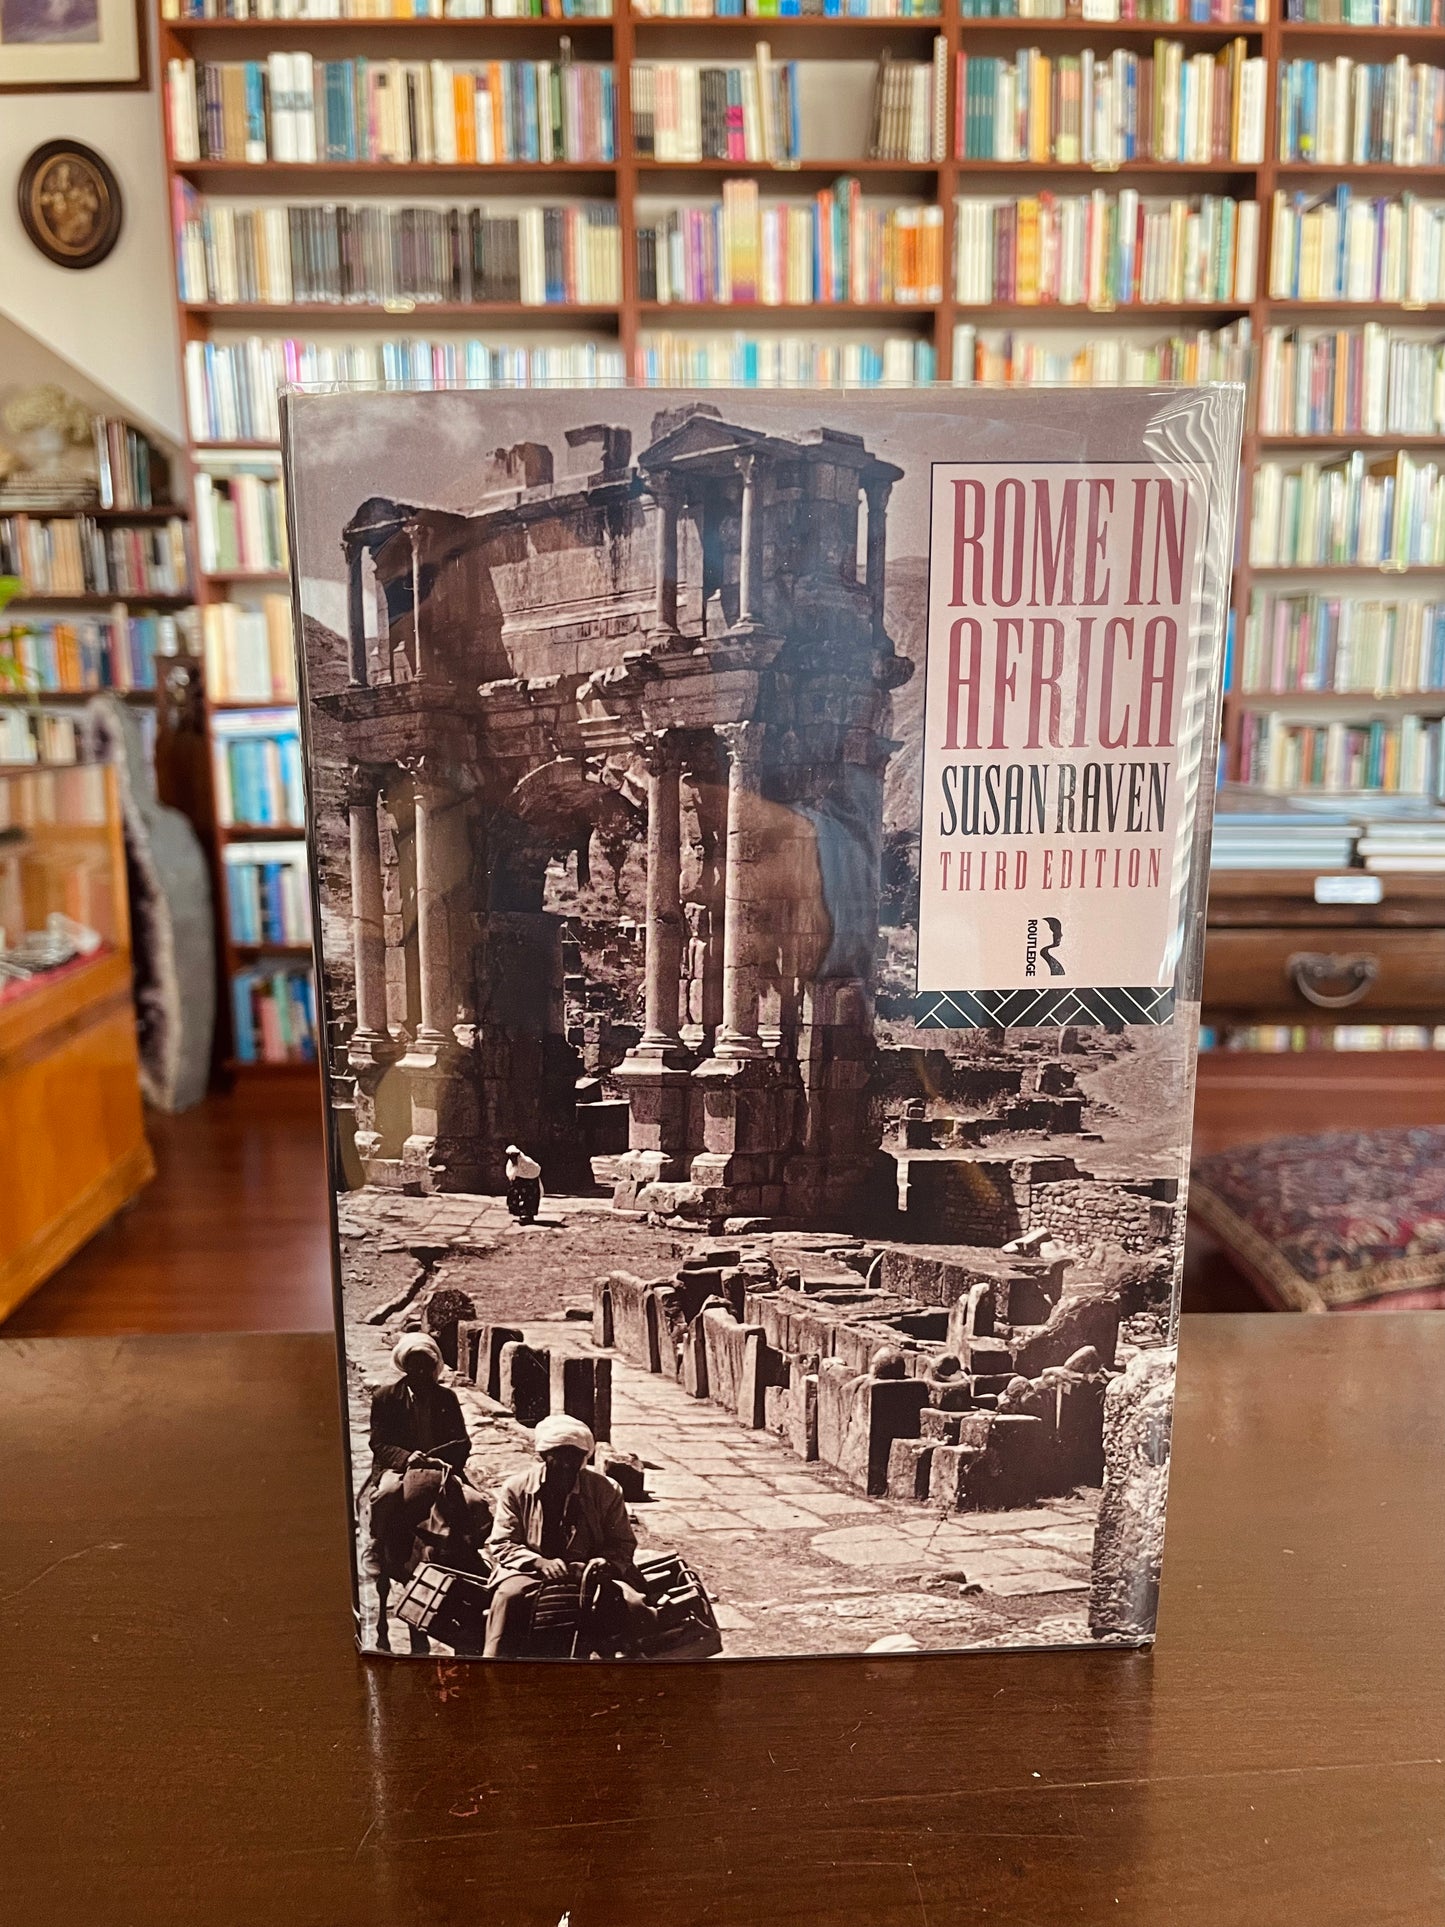 ROME IN
AFRICA
SUSAN RAVEN
THIRD EDITION
ROUTLEDGE